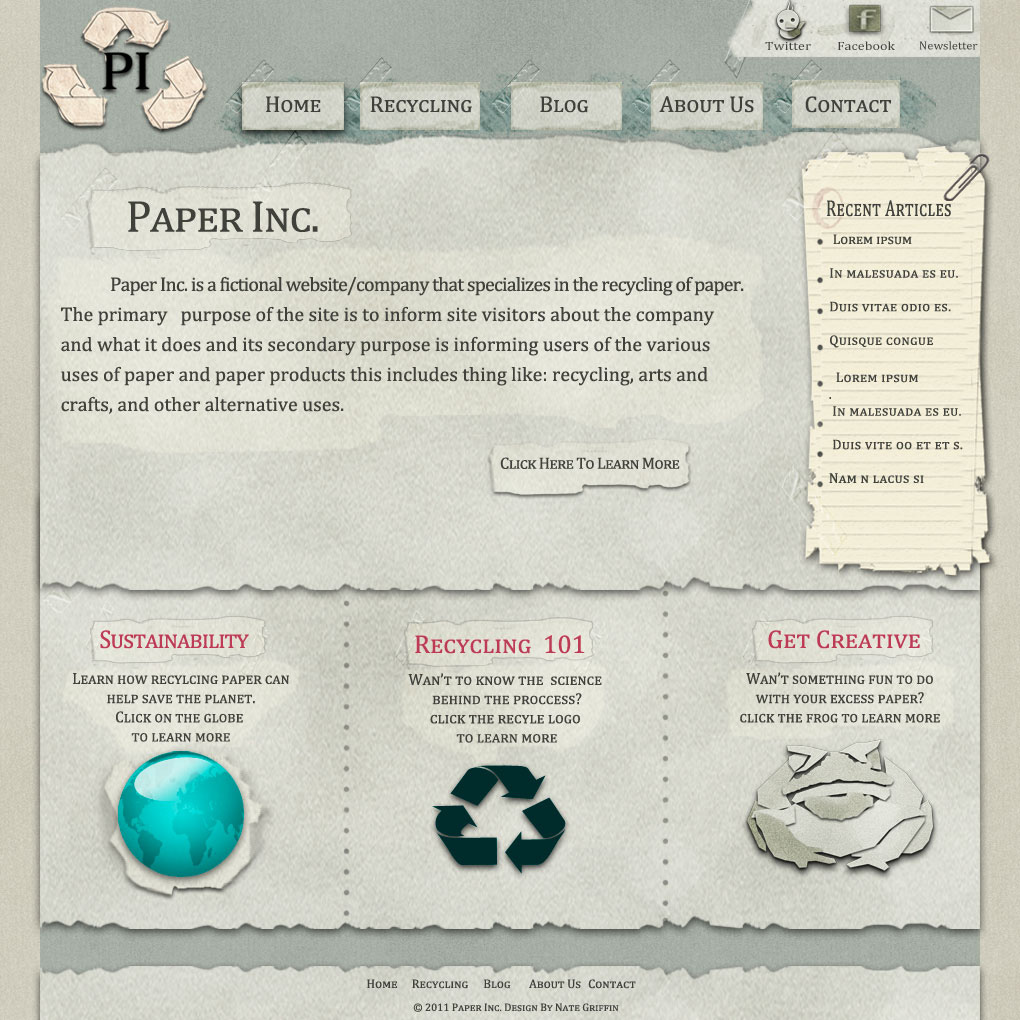 PI
Twitter
Facebook
Newsletter
Home
Recycling
Blog
About Us
Contact
Paper Inc.
Paper Inc. is a fictional website/company that specializes in the recycling of paper.
The primary purpose of the site is to inform site visitors about the company
and what it does and its secondary purpose is informing users of the various
uses of paper and paper products this includes thing like: recycling, arts and
crafts, and other alternative uses.
Click Here To Learn More
Recent Articles
Lorem ipsum
In malesuada es eu.
Duis vitae odio es.
Quisque congue
Lorem ipsum
.
In malesuada es eu.
Duis vite oo et et s.
Nam n lacus si
Sustainability
Learn how recylcing paper can
help save the planet.
Click on the globe
to learn more
Recycling 101
Wan't to know the science
behind the proccess?
click the recyle logo
to learn more
Get Creative
Wan't something fun to do
with your excess paper?
click the frog to learn more
Home Recycling Blog About Us Contact
© 2011 Paper Inc. Design By Nate Griffin